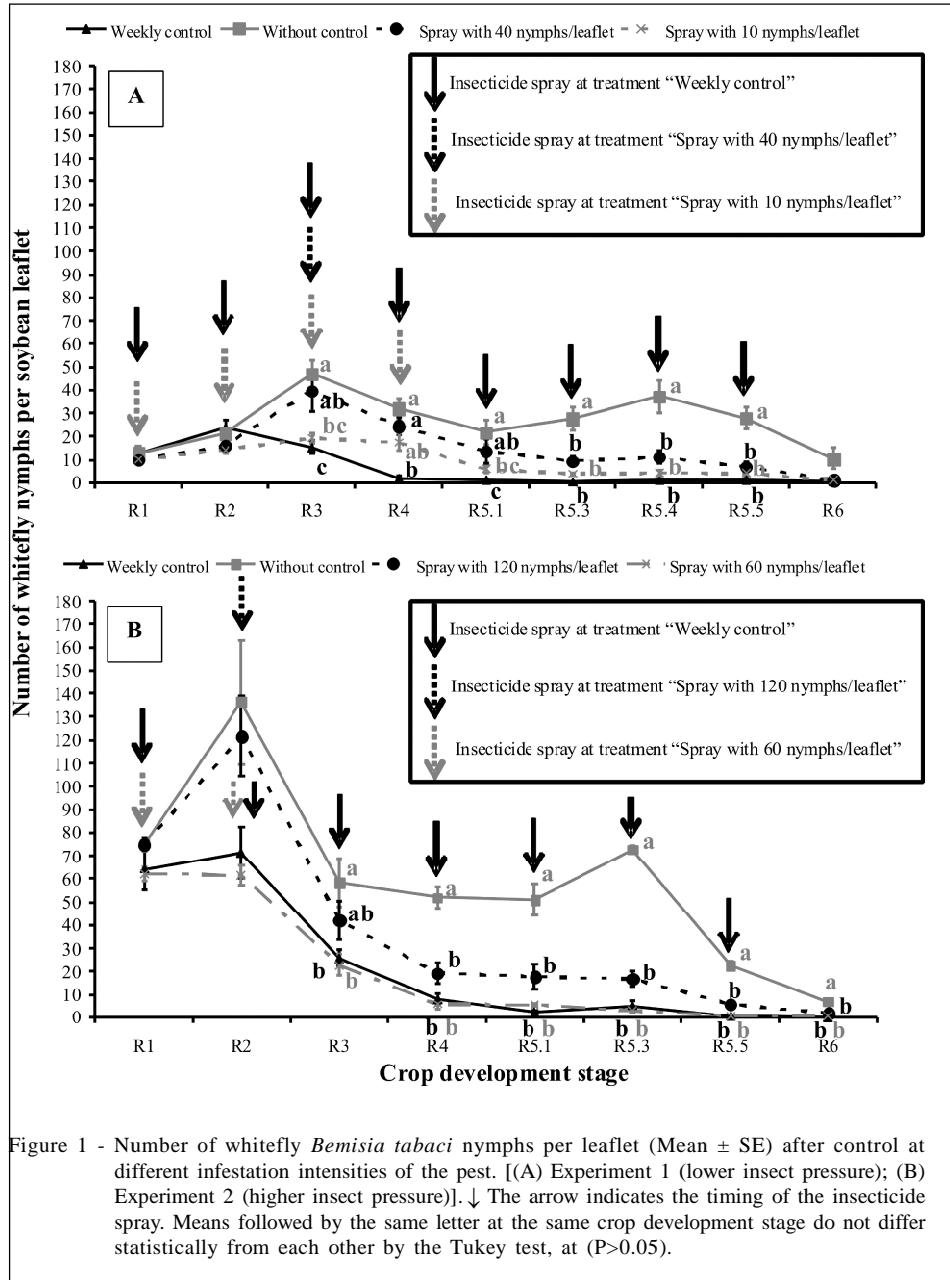 Weekly control Without control Spray with 40 nymphs/leaflet Spray with 10 nymphs/leaflet
Number of whitefly nymphs per soybean leaflet
180
170
160
150
140
130
120
110
100
90
80
70
60
50
40
30
20
10
0
A
Insecticide spray at treatment “Weekly control”
Insecticide spray at treatment “Spray with 40 nymphs/leaflet”
Insecticide spray at treatment “Spray with 10 nymphs/leaflet”
a a a a a a
ab a ab b b b
bc ab bc b b b
c b c b b b
R1 R2 R3 R4 R5.1 R5.3 R5.4 R5.5 R6
Weekly control Without control Spray with 120 nymphs/leaflet Spray with 60 nymphs/leaflet
180
170
160
150
140
130
120
110
100
90
80
70
60
50
40
30
20
10
0
B
Insecticide spray at treatment “Weekly control”
Insecticide spray at treatment “Spray with 120 nymphs/leaflet”
Insecticide spray at treatment “Spray with 60 nymphs/leaflet”
a a a a a a
ab b b b b b
b b b b b b b b b b b b
R1 R2 R3 R4 R5.1 R5.3 R5.5 R6
Crop development stage
Figure 1 - Number of whitefly Bemisia tabaci nymphs per leaflet (Mean ± SE) after control at
different infestation intensities of the pest. [(A) Experiment 1 (lower insect pressure); (B)
Experiment 2 (higher insect pressure)]. ↓ The arrow indicates the timing of the insecticide
spray. Means followed by the same letter at the same crop development stage do not differ
statistically from each other by the Tukey test, at (P>0.05).